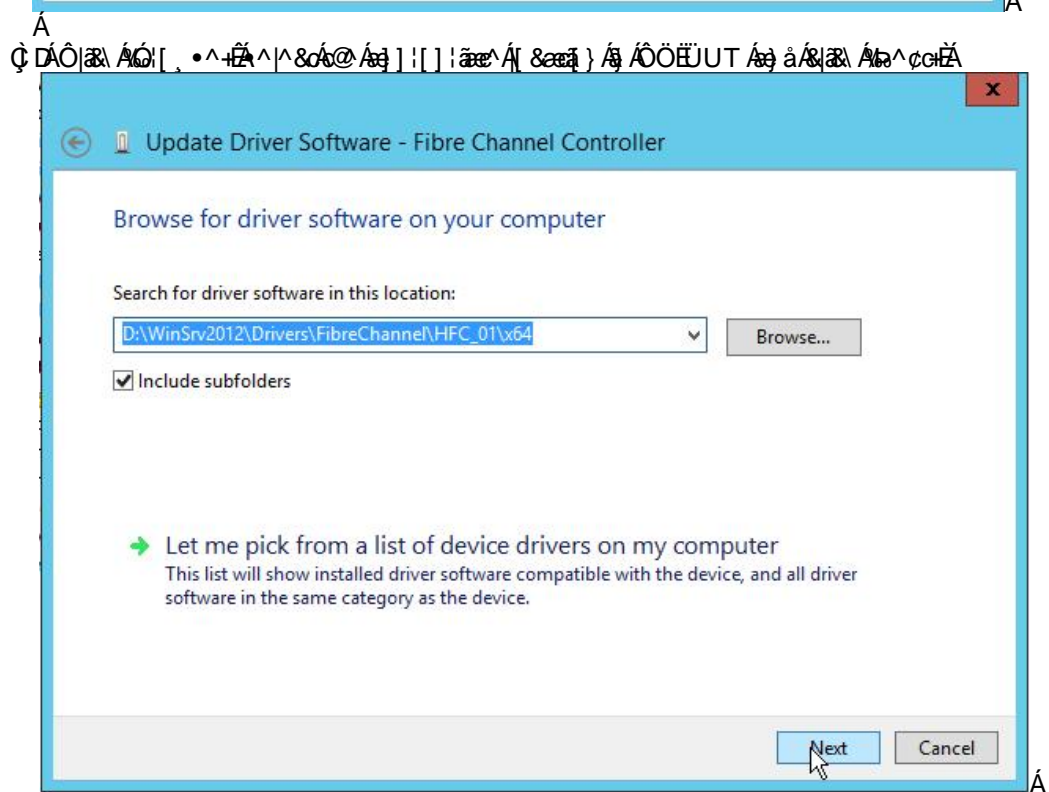 Update Driver Software - Fibre Channel Controller
Browse for driver software on your computer
Search for driver software in this location:
D:\WinSrv2012\Drivers\FibreChannel\HFC_01\x64
Browse...
Include subfolders
Let me pick from a list of device drivers on my computer
This list will show installed driver software compatible with the device, and all driver
software in the same category as the device.
Next
Cancel